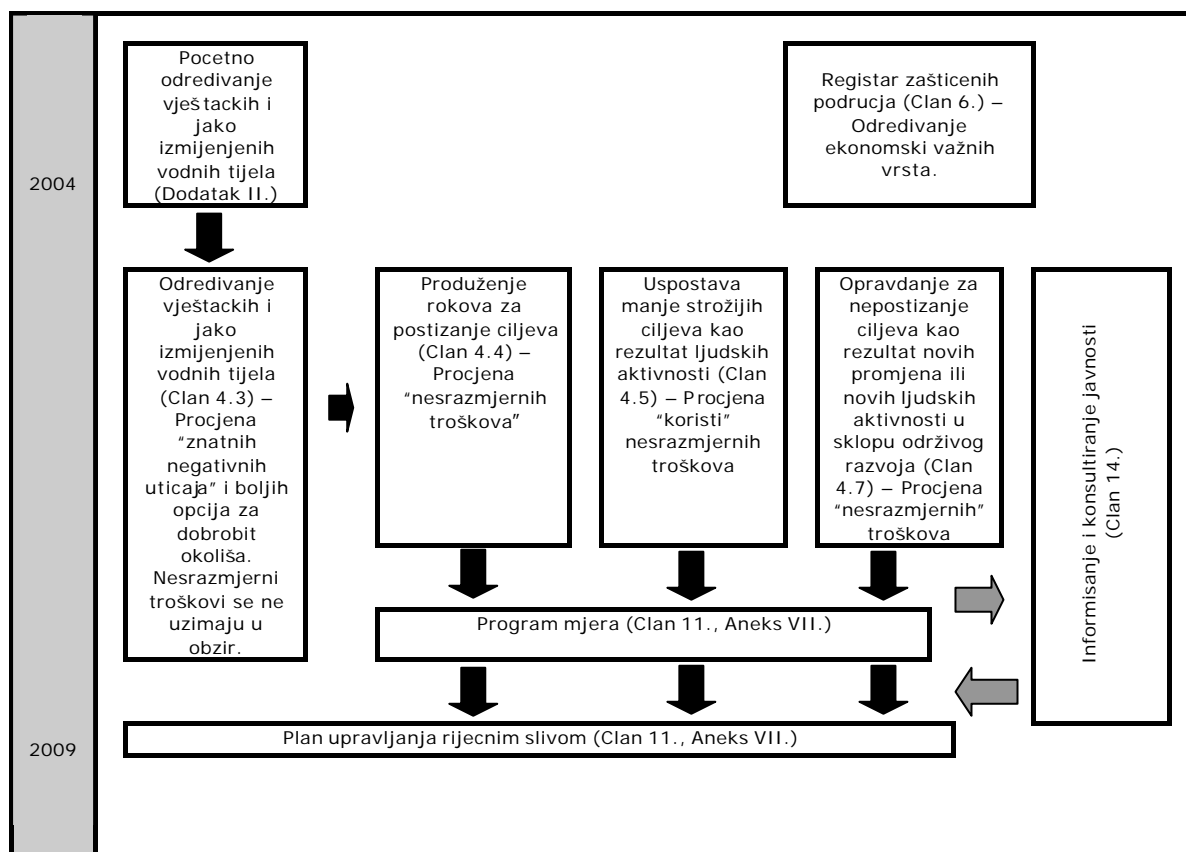 2004
Pocetno
odredivanje
vještackih i
jako
izmijenjenih
vodnih tijela
(Dodatak II.)
Registar zašticenih
podrucja (Clan 6.) –
Odredivanje
ekonomski važnih
vrsta.
Odredivanje
vještackih i
jako
izmijenjenih
vodnih tijela
(Clan 4.3) –
Procjena
“znatnih
negativnih
uticaja” i boljih
opcija za
dobrobit
okoliša.
Nesrazmjerni
troškovi se ne
uzimaju u
obzir.
Produženje
rokova za
postizanje ciljeva
(Clan 4.4) –
Procjena
“nesrazmjernih
troškova”
Uspostava
manje strožijih
ciljeva kao
rezultat ljudskih
aktivnosti (Clan
4.5) – Procjena
“koristi”
nesrazmjernih
troškova
Opravdanje za
nepostizanje
ciljeva kao
rezultat novih
promjena ili
novih ljudskih
aktivnosti u
sklopu održivog
razvoja (Clan
4.7) – Procjena
“nesrazmjernih”
troškova
Informisanje i konsultiranje javnosti
(Clan 14.)
Program mjera (Clan 11., Aneks VII.)
2009
Plan upravljanja rijecnim slivom (Clan 11., Aneks VII.)